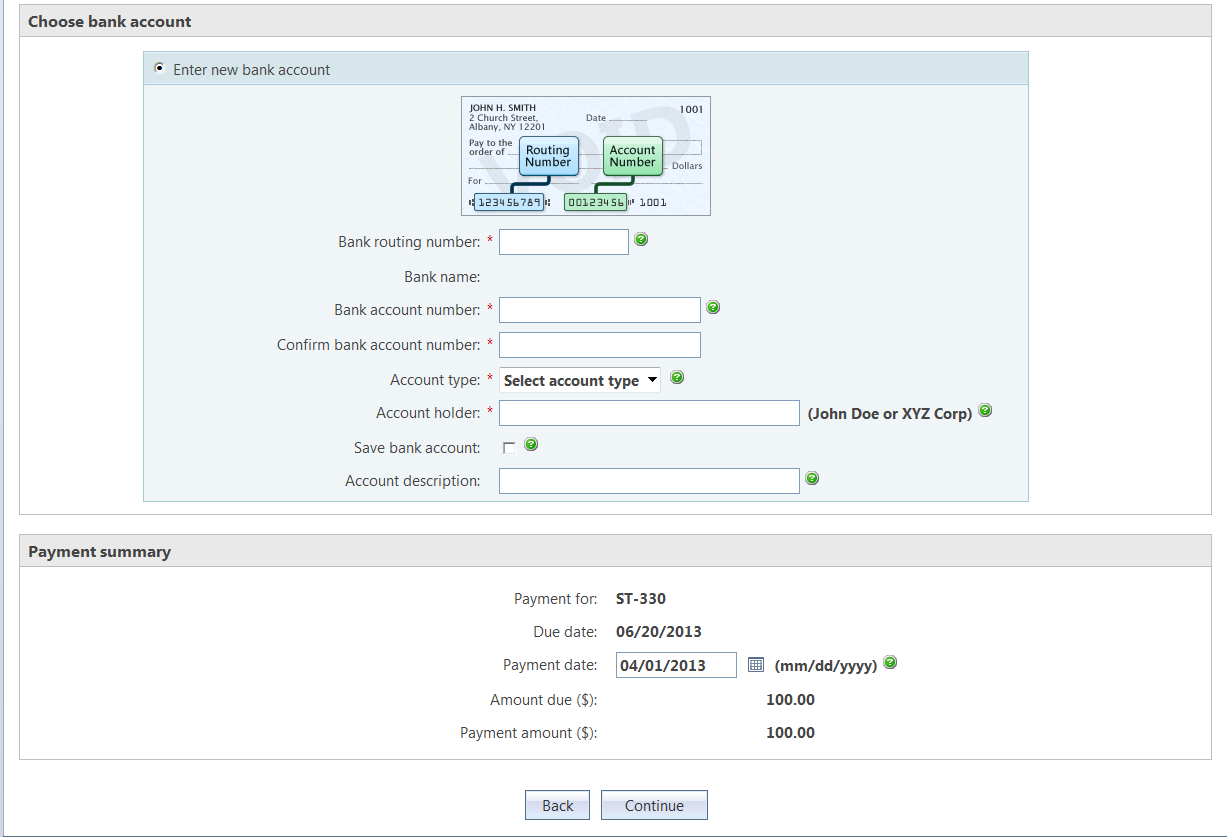 Choose bank account
Enter new bank account
JOHN H. SMITH 1001
2 Church Street, Date
Albany, NY 12201
Pay to the
order of
Routing Number
Account Number
Dollars
For
VOID
⑆123456789⑆ 00123456⑈ 1001
Bank routing number: *
Bank name:
Bank account number: *
Confirm bank account number: *
Account type: * Select account type
Account holder: * (John Doe or XYZ Corp)
Save bank account:
Account description:
Payment summary
Payment for: ST-330
Due date: 06/20/2013
Payment date: 04/01/2013 (mm/dd/yyyy)
Amount due ($): 100.00
Payment amount ($): 100.00
Back Continue